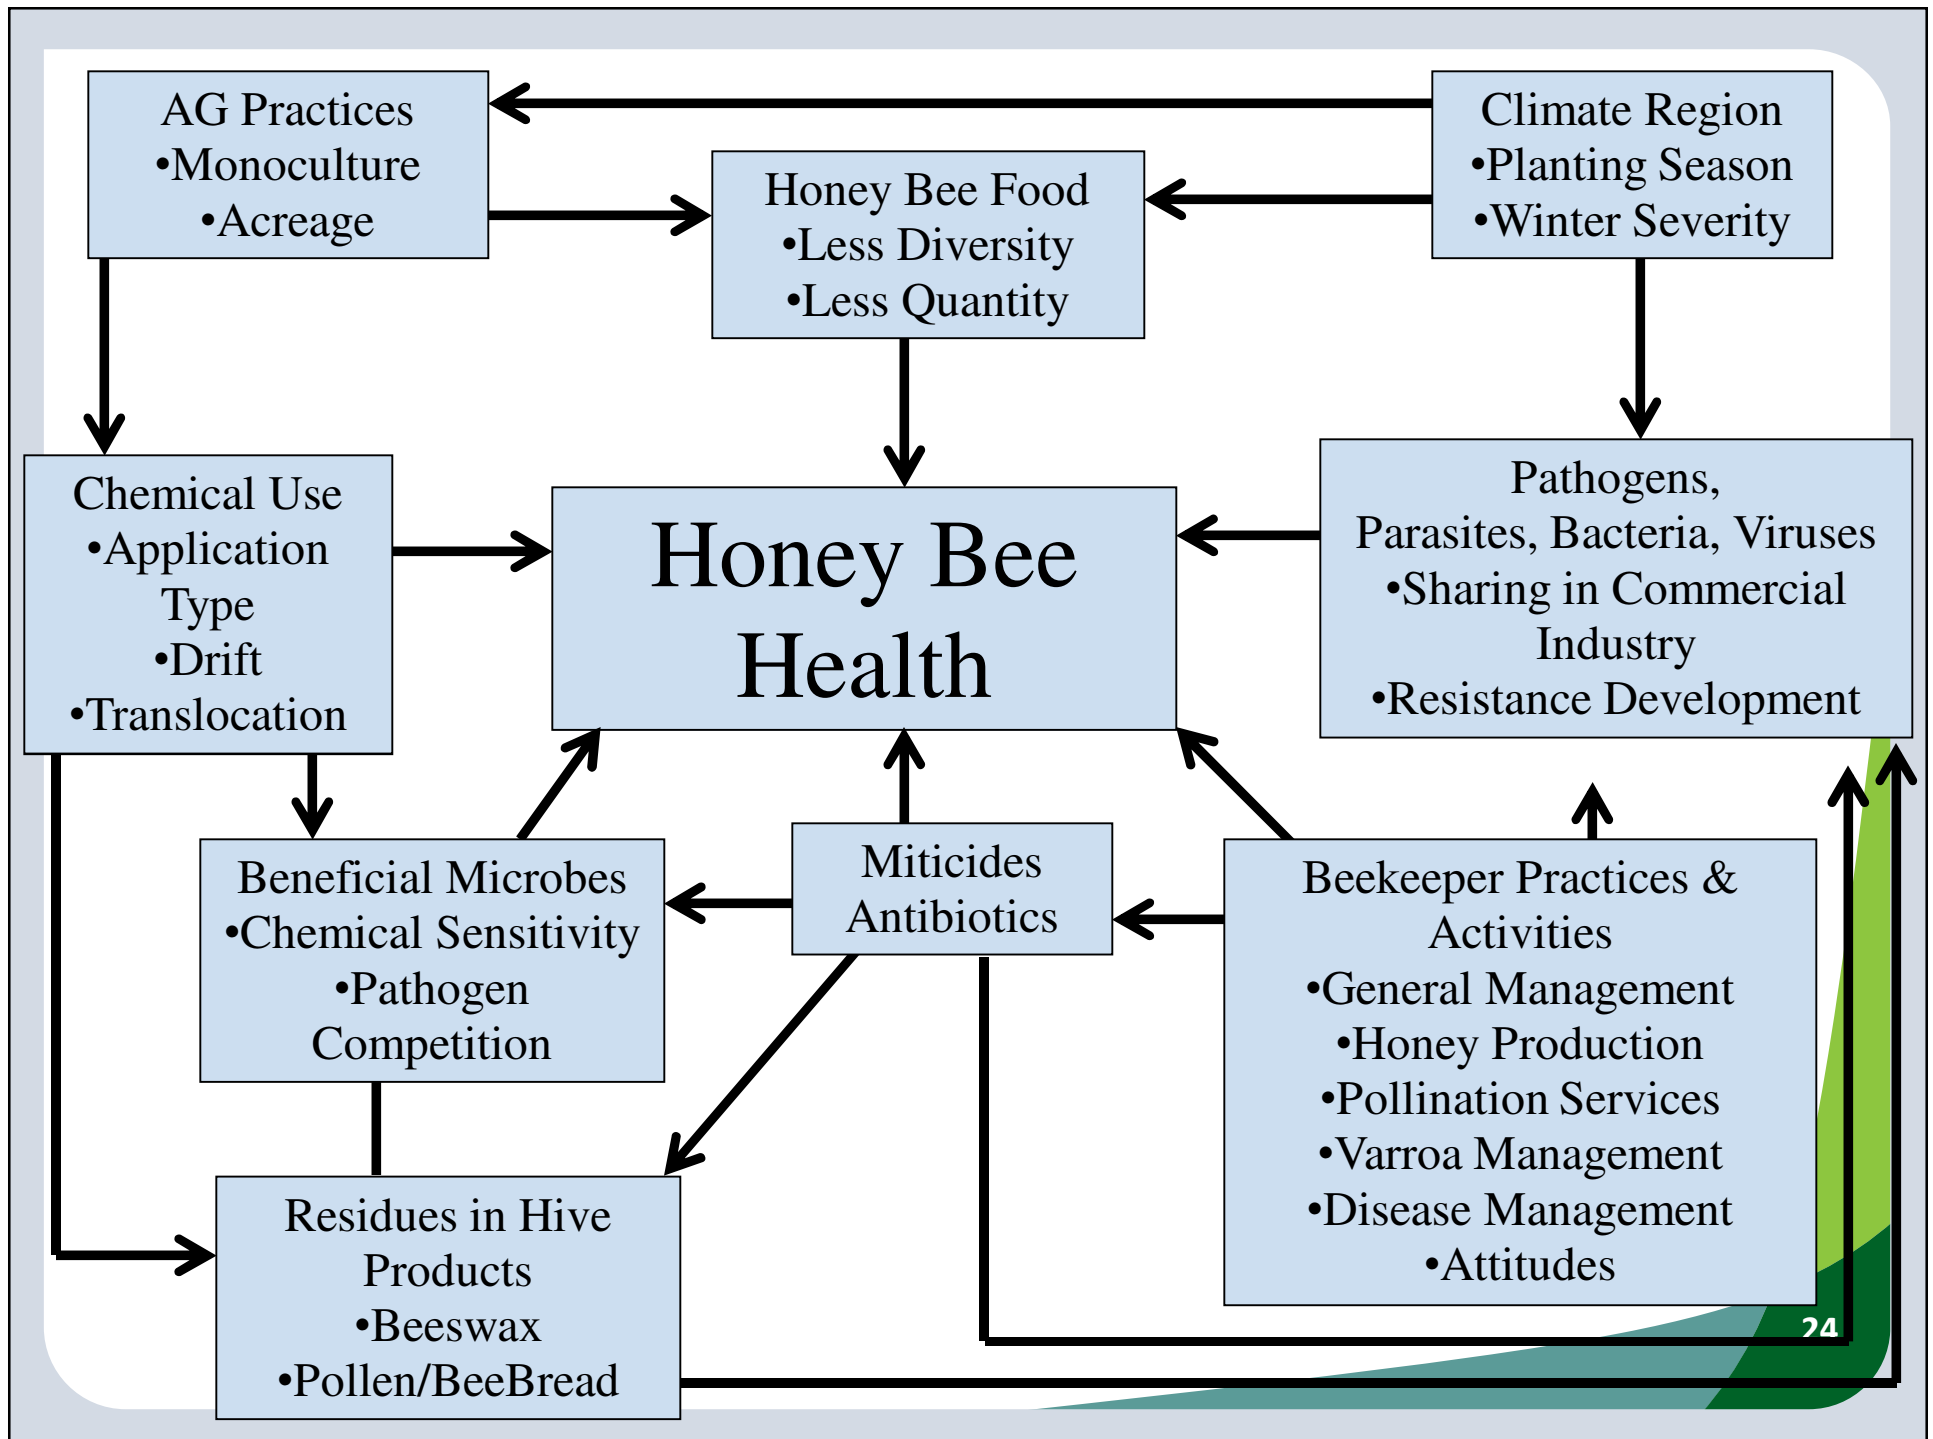 AG Practices
•Monoculture
•Acreage
Climate Region
•Planting Season
•Winter Severity
Honey Bee Food
•Less Diversity
•Less Quantity
Chemical Use
•Application
Type
•Drift
•Translocation
Honey Bee
Health
Pathogens,
Parasites, Bacteria, Viruses
•Sharing in Commercial
Industry
•Resistance Development
Beneficial Microbes
•Chemical Sensitivity
•Pathogen
Competition
Miticides
Antibiotics
Beekeeper Practices &
Activities
•General Management
•Honey Production
•Pollination Services
•Varroa Management
•Disease Management
•Attitudes
Residues in Hive
Products
•Beeswax
•Pollen/BeeBread
24